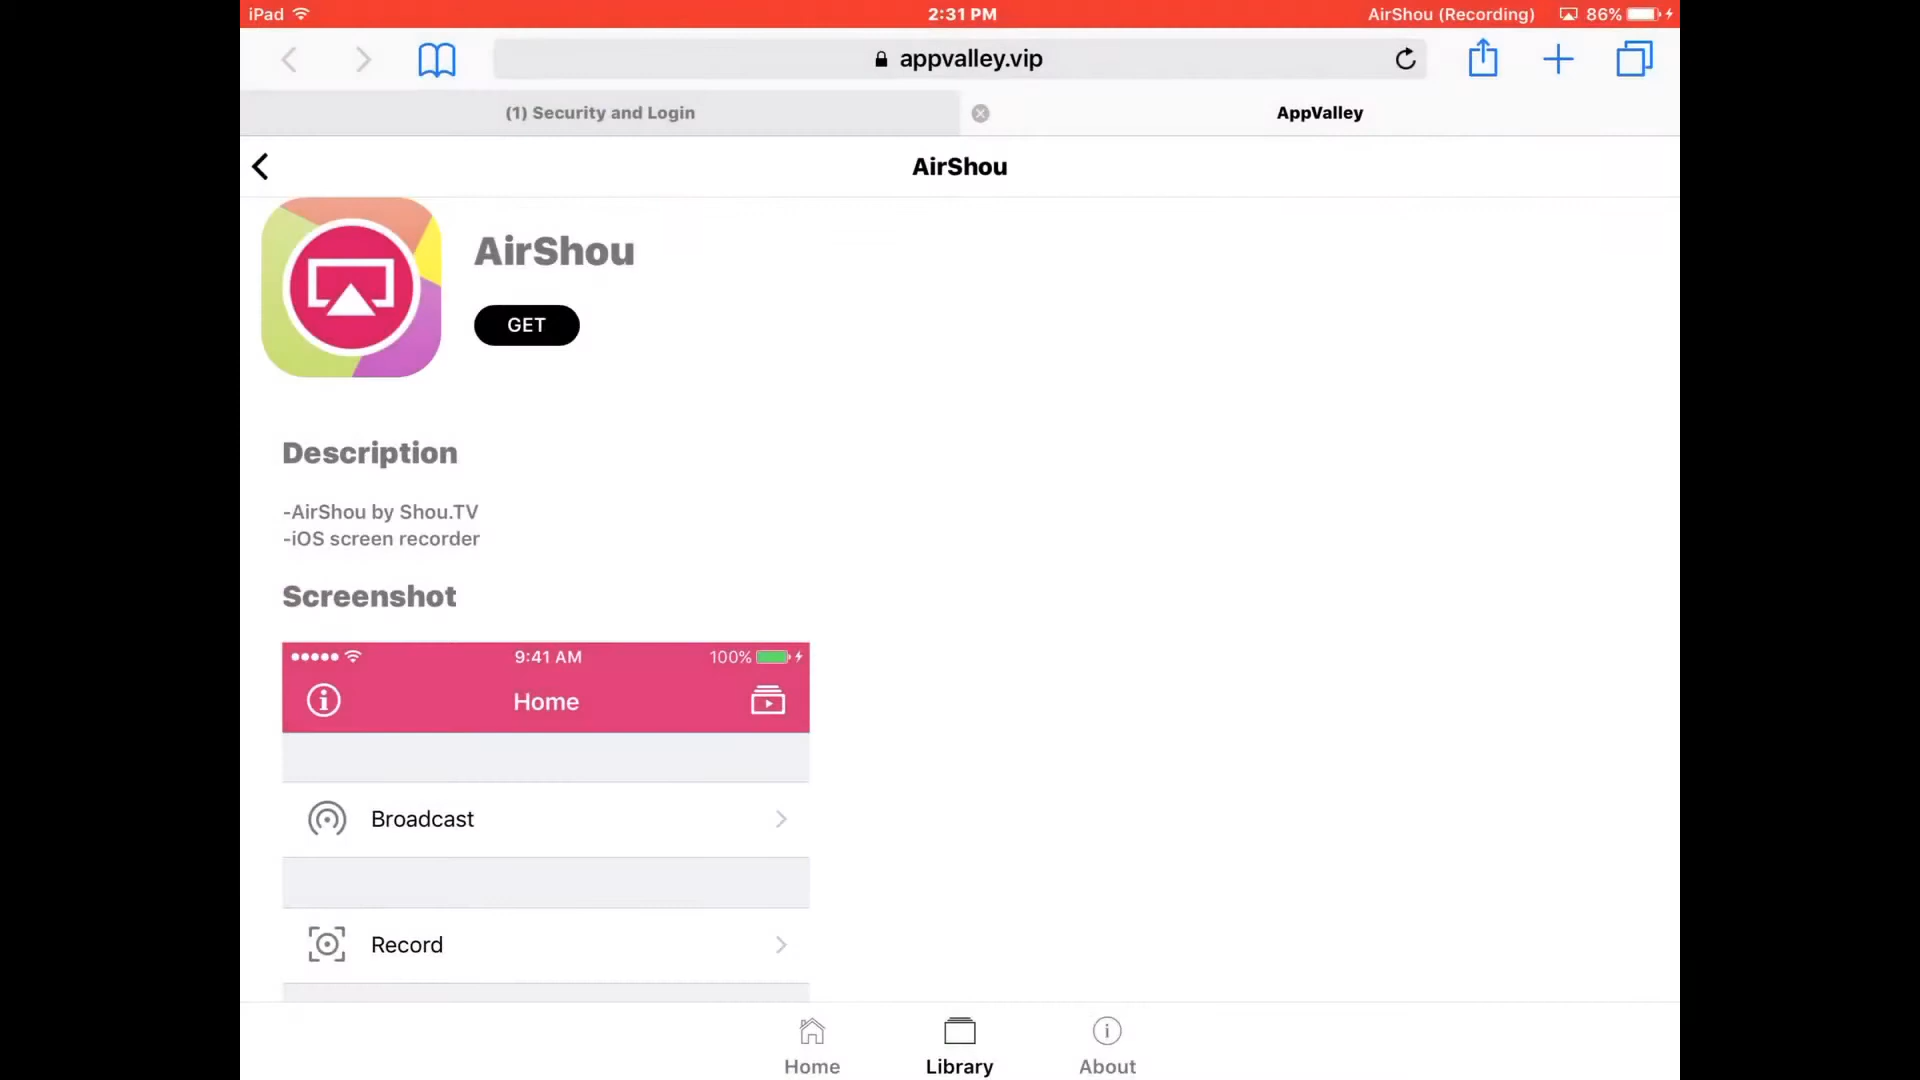 iPad
2:31 PM
AirShou (Recording)
86%
appvalley.vip
(1) Security and Login
AppValley
AirShou
AirShou
GET
Description
-AirShou by Shou.TV
-iOS screen recorder
Screenshot
9:41 AM
100%
Home
Broadcast
Record
Home
Library
About